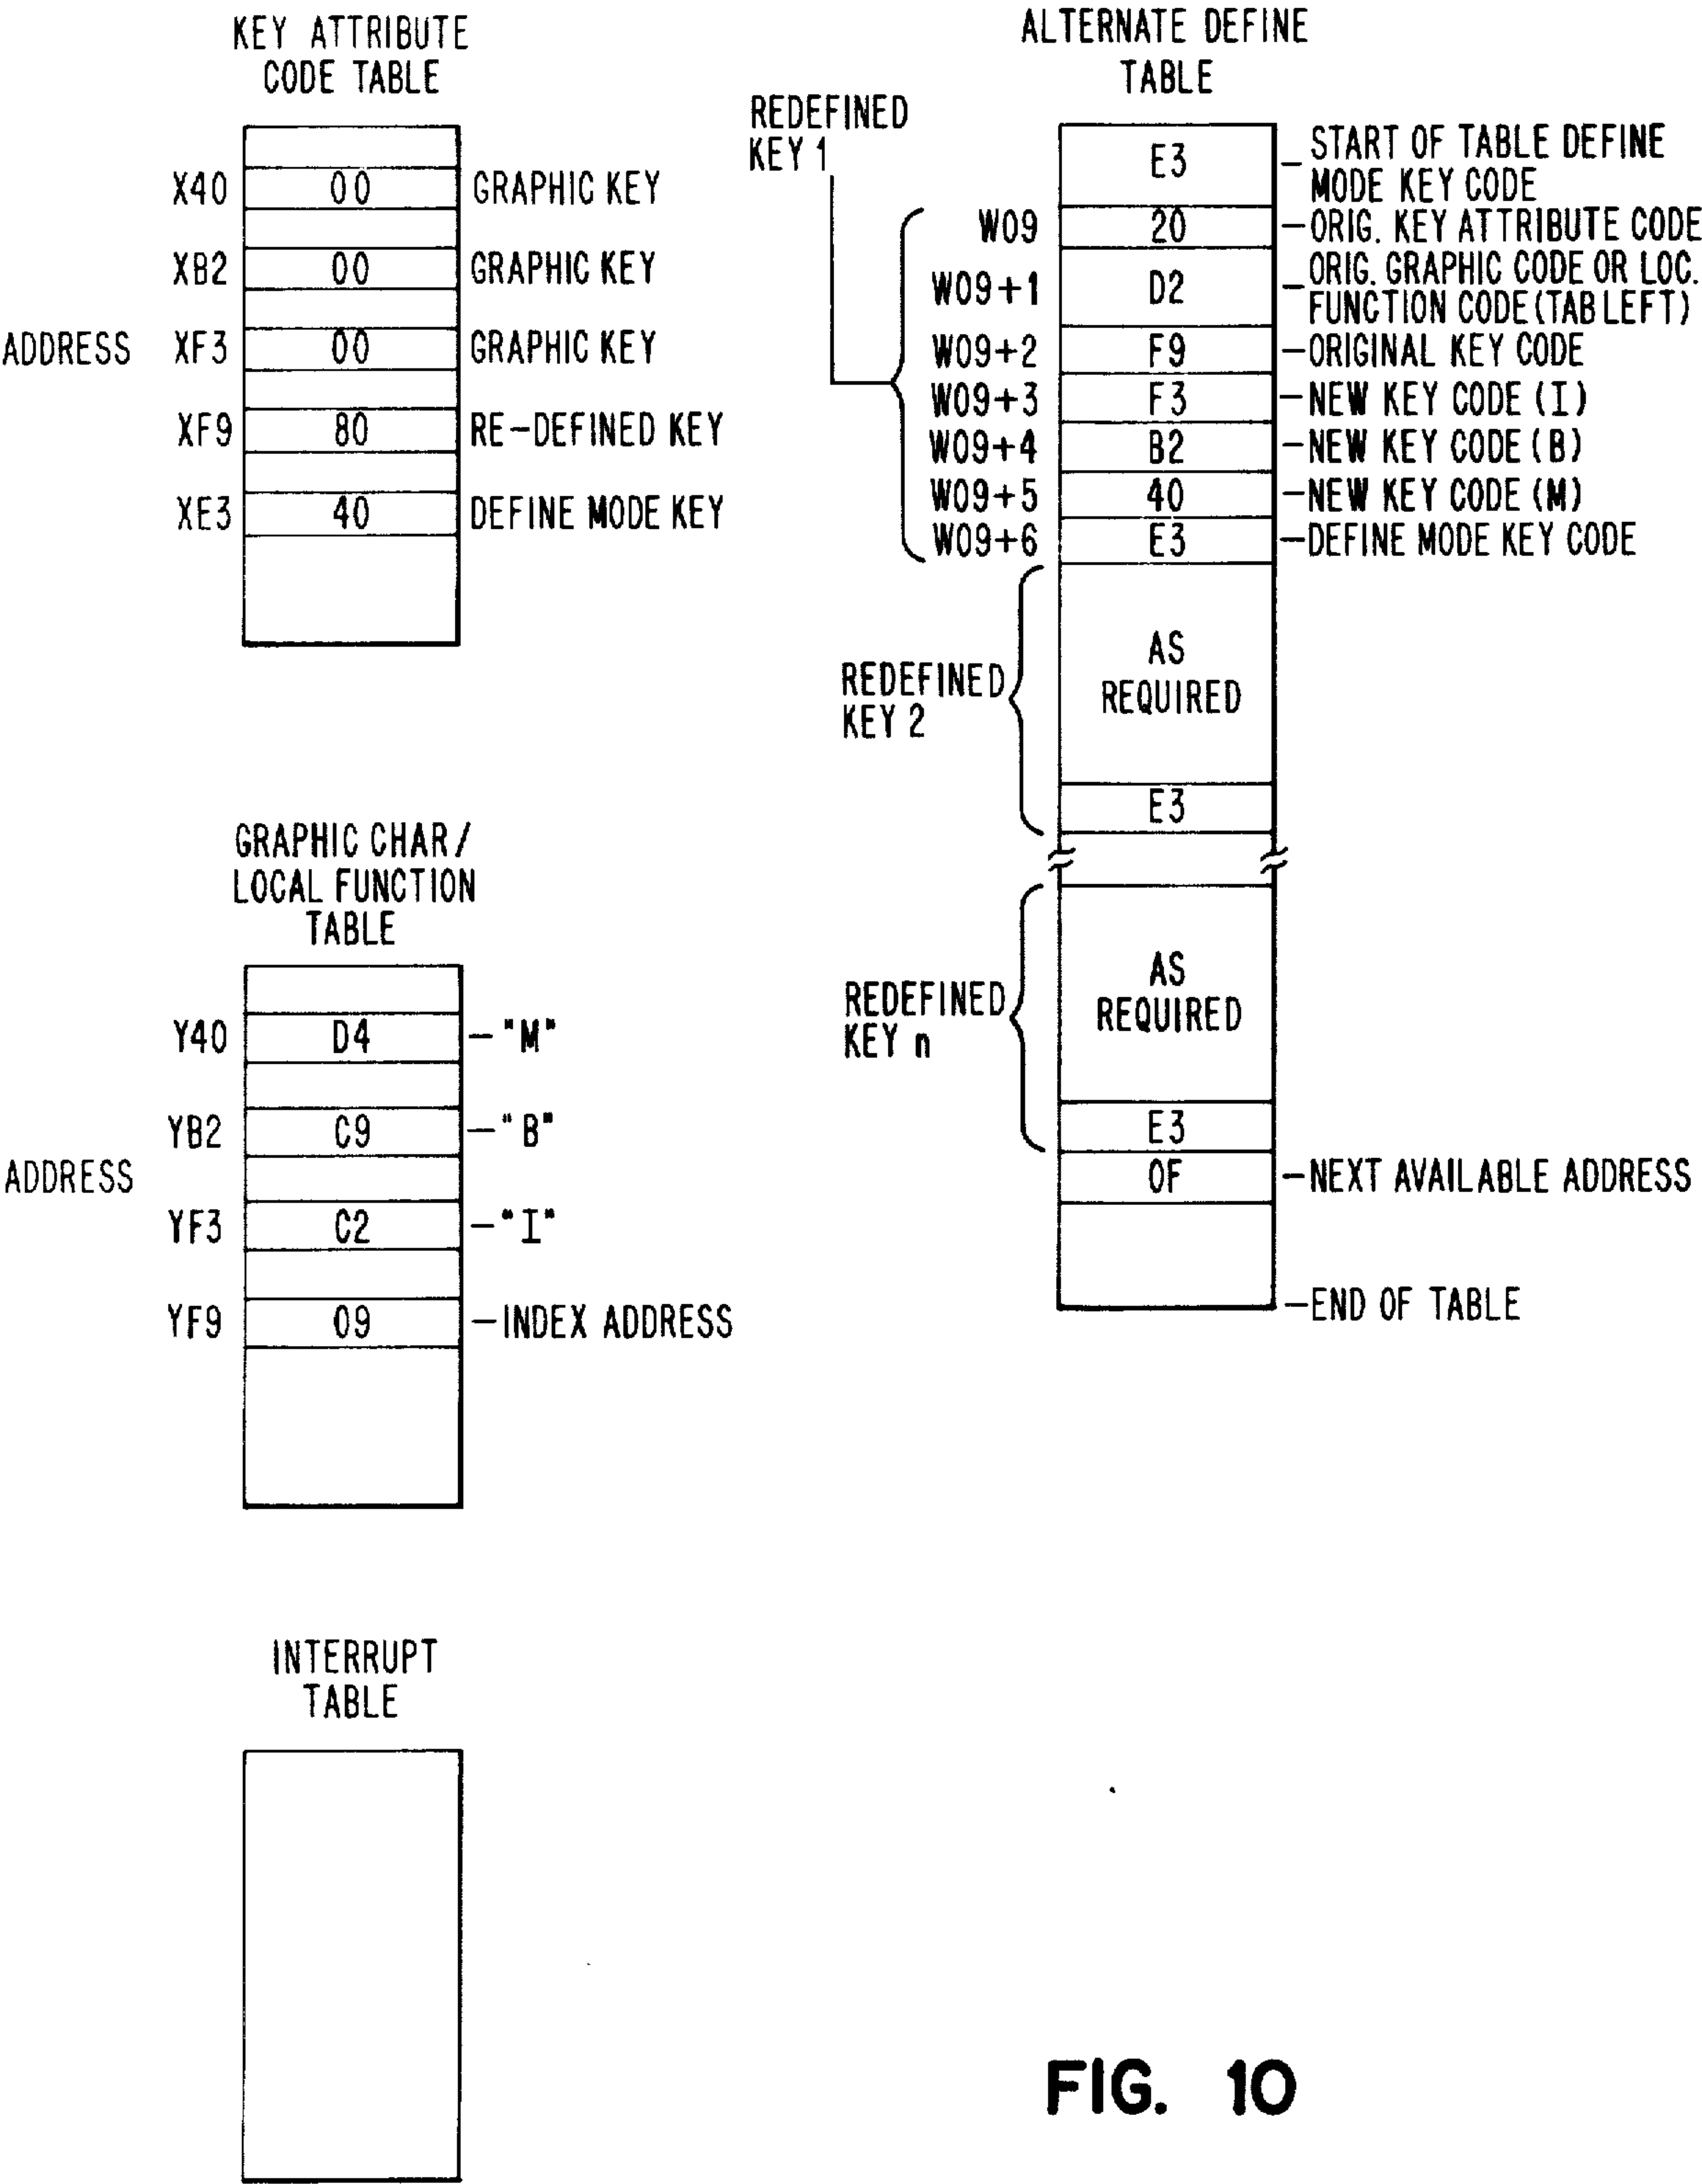 KEY ATTRIBUTE
CODE TABLE
ADDRESS
X40 00 GRAPHIC KEY
XB2 00 GRAPHIC KEY
XF3 00 GRAPHIC KEY
XF9 80 RE-DEFINED KEY
XE3 40 DEFINE MODE KEY
GRAPHIC CHAR/
LOCAL FUNCTION
TABLE
ADDRESS
Y40 D4 -"M"
YB2 C9 -"B"
YF3 C2 -"I"
YF9 09 -INDEX ADDRESS
INTERRUPT
TABLE
ALTERNATE DEFINE
TABLE
REDEFINED
KEY 1
E3 -START OF TABLE DEFINE
MODE KEY CODE
W09 20 -ORIG. KEY ATTRIBUTE CODE
W09+1 D2 -ORIG. GRAPHIC CODE OR LOC.
FUNCTION CODE (TAB LEFT)
W09+2 F9 -ORIGINAL KEY CODE
W09+3 F3 -NEW KEY CODE (I)
W09+4 B2 -NEW KEY CODE (B)
W09+5 40 -NEW KEY CODE (M)
W09+6 E3 -DEFINE MODE KEY CODE
REDEFINED
KEY 2
AS
REQUIRED
E3
REDEFINED
KEY n
AS
REQUIRED
E3
0F -NEXT AVAILABLE ADDRESS
-END OF TABLE
FIG. 10